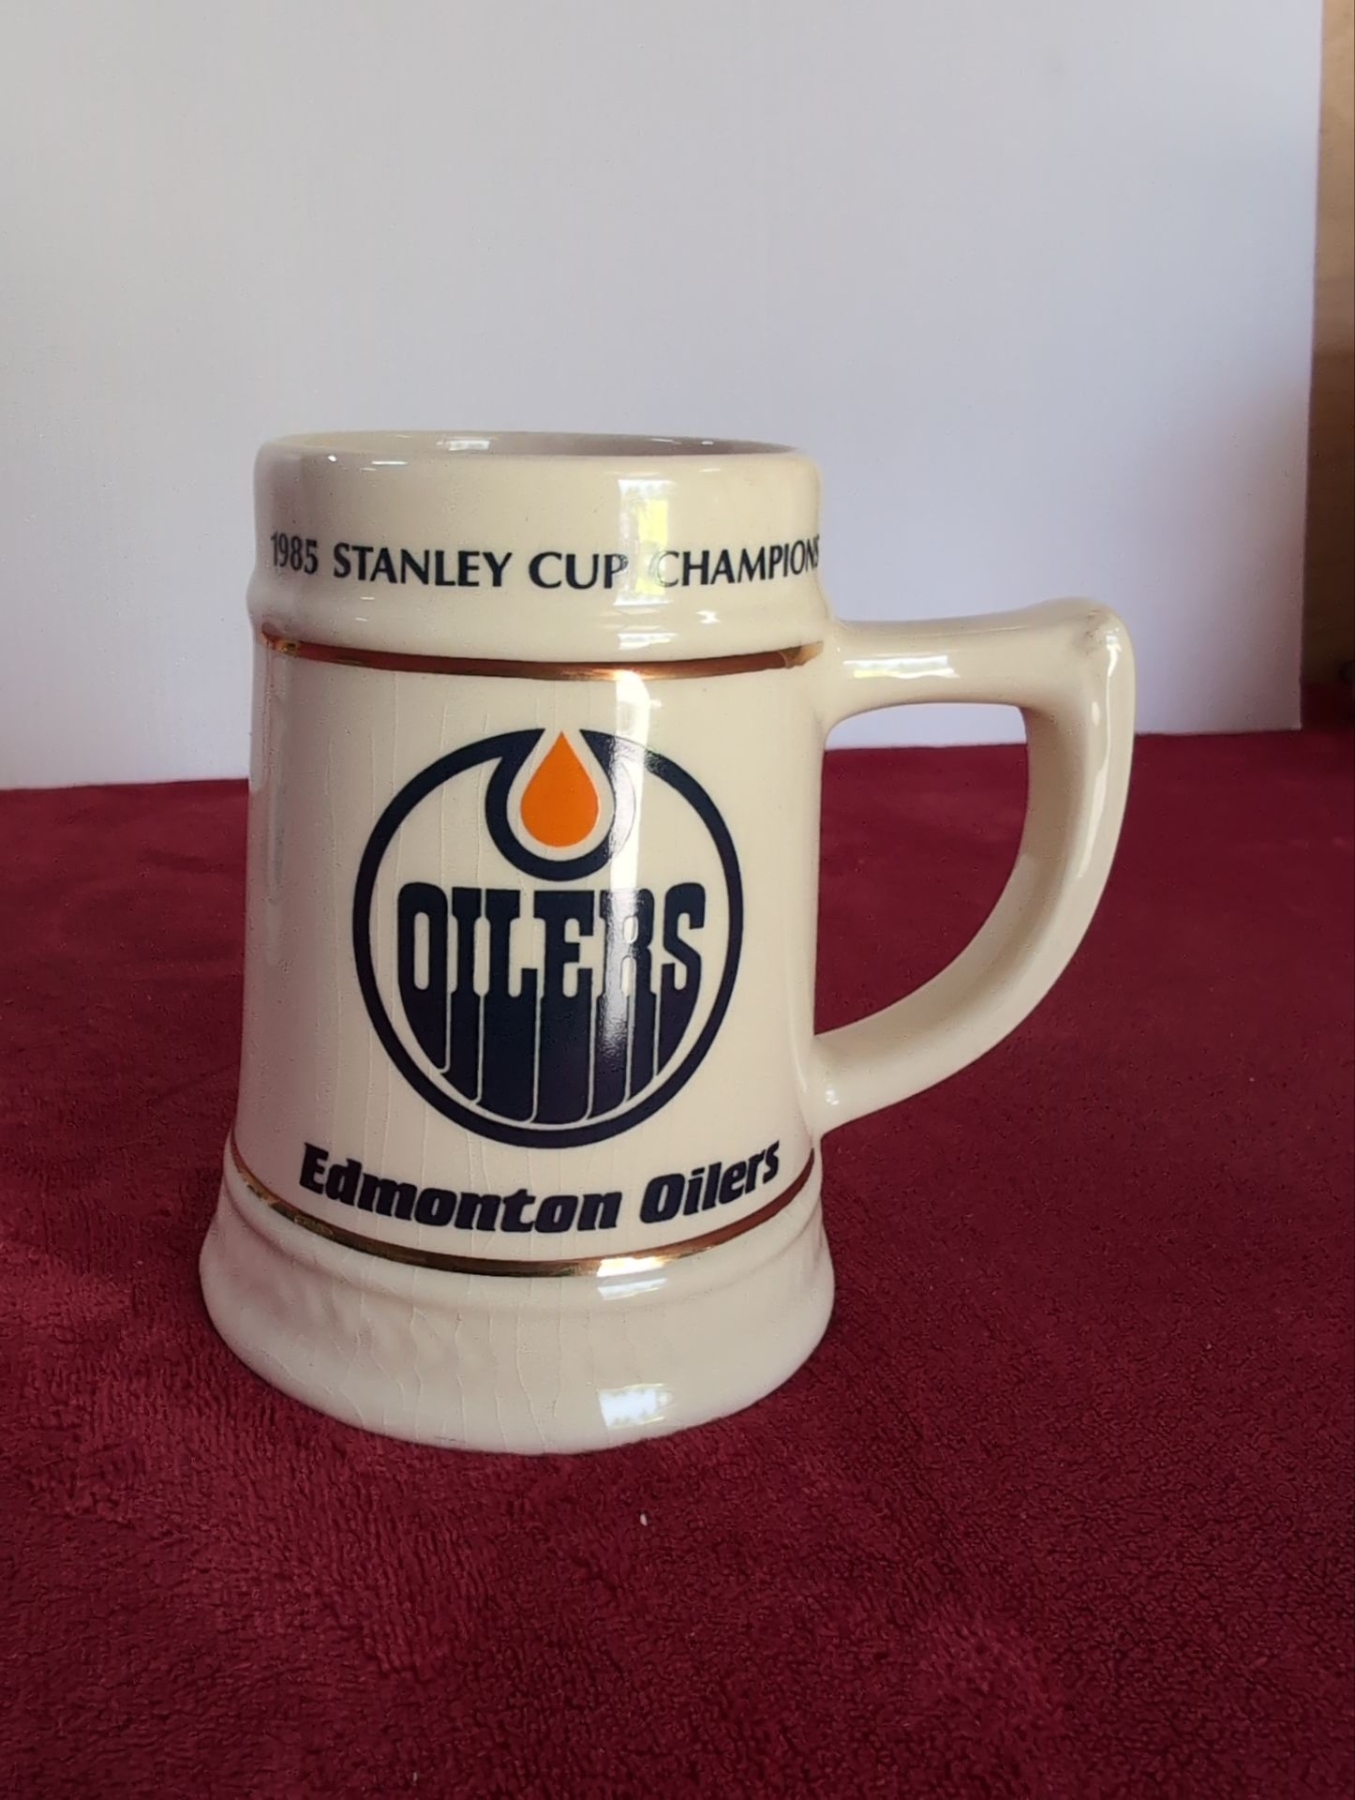 1985 STANLEY CUP CHAMPIONS
OILERS
Edmonton Oilers